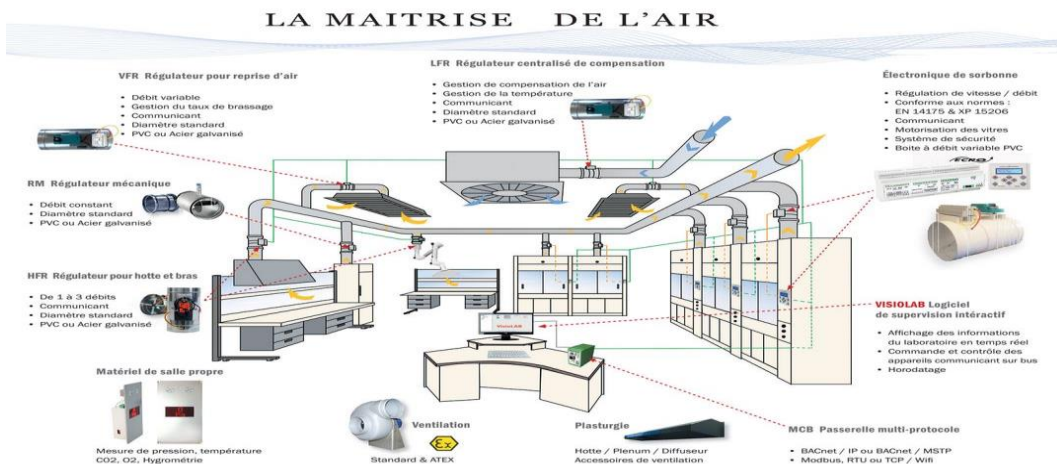 LA MAITRISE DE L'AIR
VFR Régulateur pour reprise d'air
• Débit variable
• Gestion du taux de brassage
• Communicant
• Diamètre standard
• PVC ou Acier galvanisé
LFR Régulateur centralisé de compensation
• Gestion de compensation de l'air
• Gestion de la température
• Communicant
• Diamètre standard
• PVC ou Acier galvanisé
Électronique de sorbonne
• Régulation de vitesse / débit
• Conforme aux normes :
EN 14175 & XP 15206
• Communicant
• Motorisation des vitres
• Système de sécurité
• Boite à débit variable PVC
RM Régulateur mécanique
• Débit constant
• Diamètre standard
• PVC ou Acier galvanisé
HFR Régulateur pour hotte et bras
• De 1 à 3 débits
• Communicant
• Diamètre standard
• PVC ou Acier galvanisé
VISIOLAB Logiciel
de supervision intéractif
• Affichage des informations
du laboratoire en temps réel
• Commande et contrôle des
appareils communicant sur bus
• Horodatage
VisioLAB
Matériel de salle propre
Mesure de pression, température
CO2, O2, Hygrométrie
Ventilation
Ex
Standard & ATEX
Plasturgie
Hotte / Plenum / Diffuseur
Accessoires de ventilation
MCB Passerelle multi-protocole
• BACnet / IP ou BACnet / MSTP
• Modbus, RTU ou TCP / Wifi